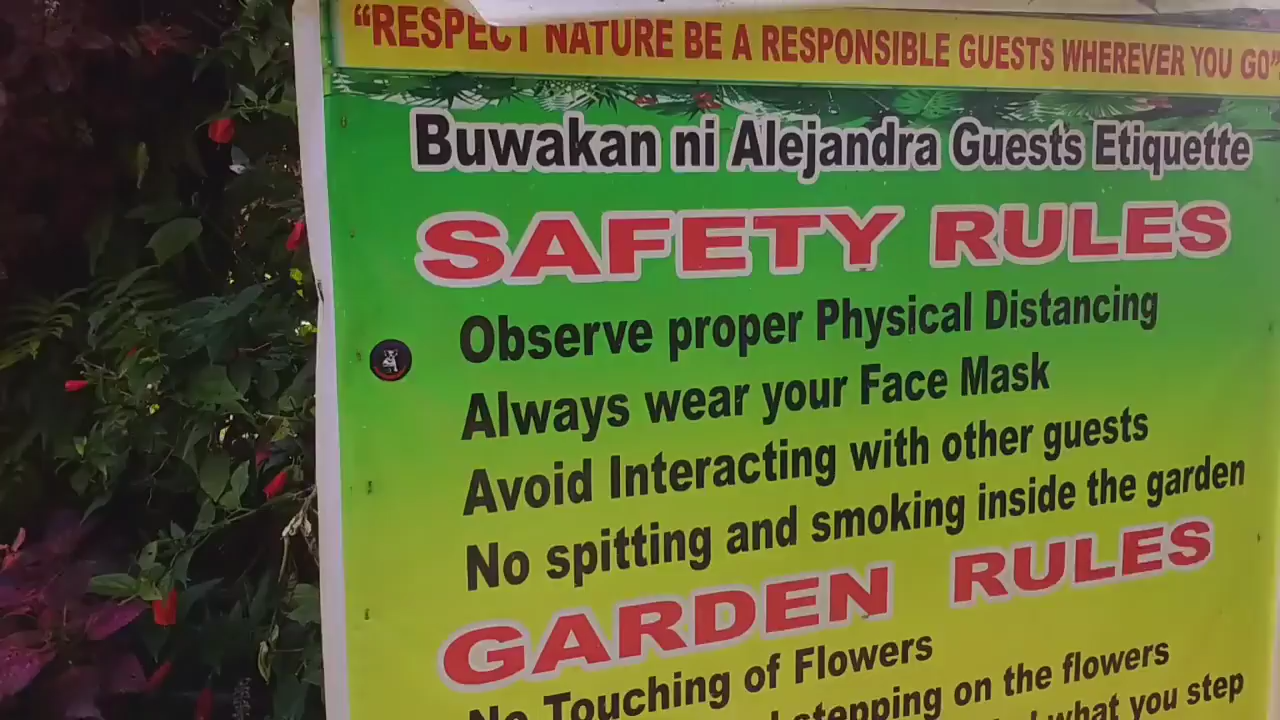 "RESPECT NATURE BE A RESPONSIBLE GUESTS WHEREVER YOU GO"
Buwakan ni Alejandra Guests Etiquette
SAFETY RULES
Observe proper Physical Distancing
Always wear your Face Mask
Avoid Interacting with other guests
No spitting and smoking inside the garden
GARDEN RULES
No Touching of Flowers
stepping on the flowers
what you step